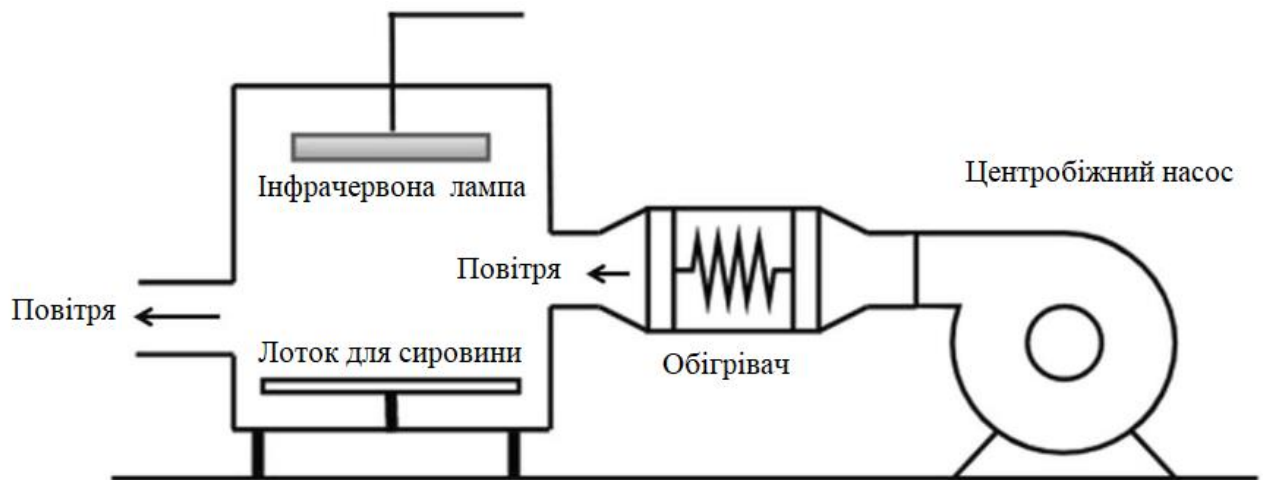 Інфрачервона лампа
Центробіжний насос
Повітря
Повітря
Лоток для сировини
Обігрівач